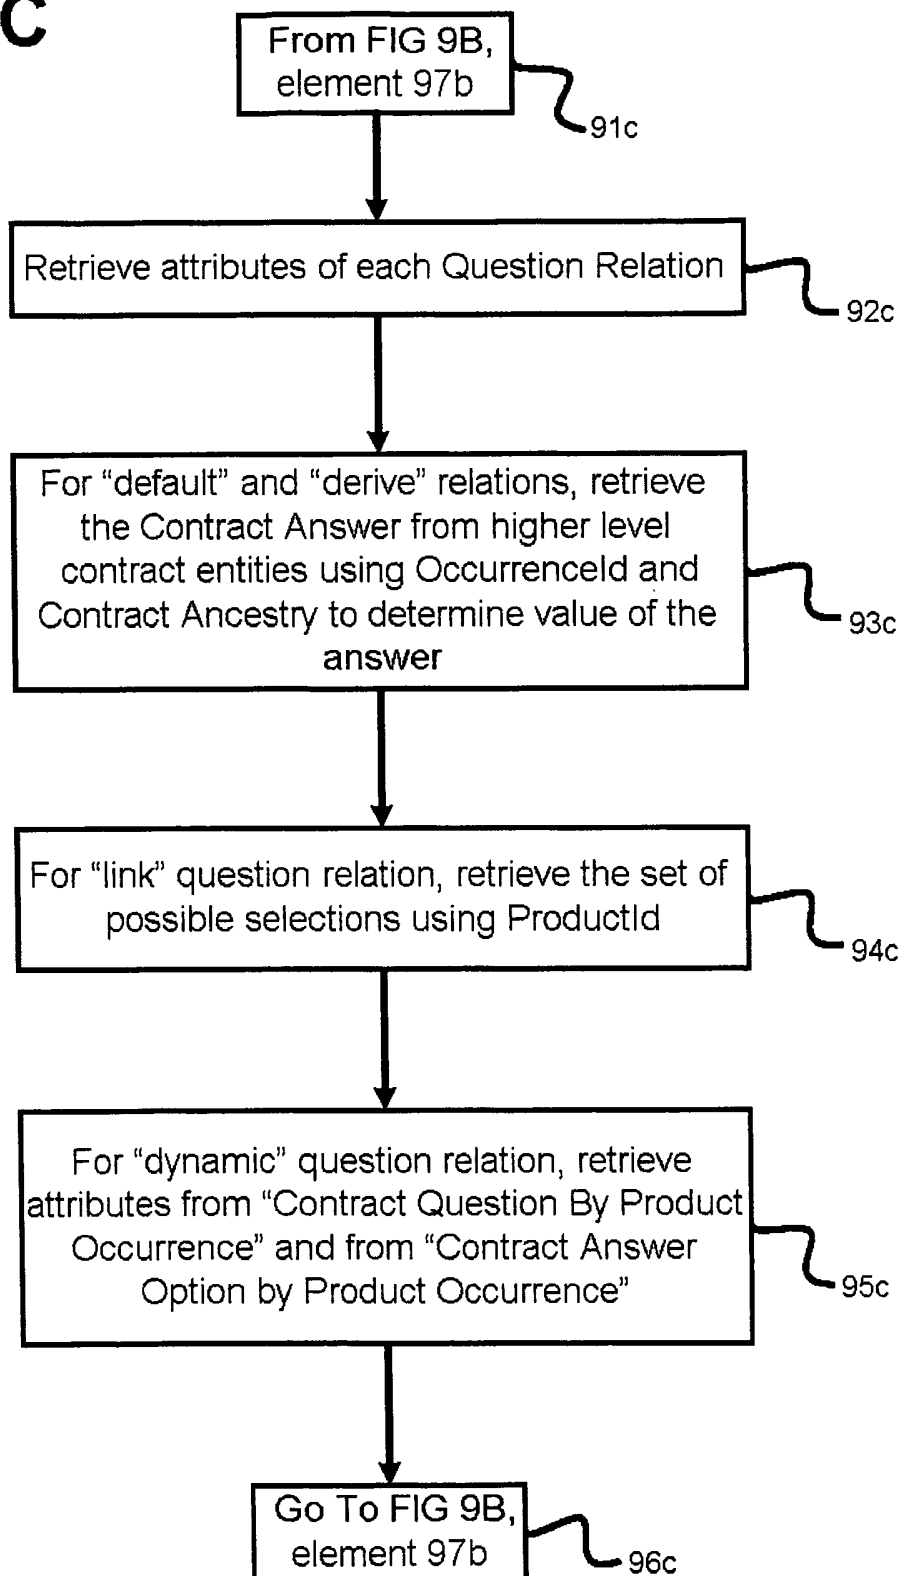 C
From FIG 9B,
element 97b
91c
Retrieve attributes of each Question Relation
92c
For “default” and “derive” relations, retrieve
the Contract Answer from higher level
contract entities using OccurrenceId and
Contract Ancestry to determine value of the
answer
93c
For “link” question relation, retrieve the set of
possible selections using ProductId
94c
For “dynamic” question relation, retrieve
attributes from “Contract Question By Product
Occurrence” and from “Contract Answer
Option by Product Occurrence”
95c
Go To FIG 9B,
element 97b
96c